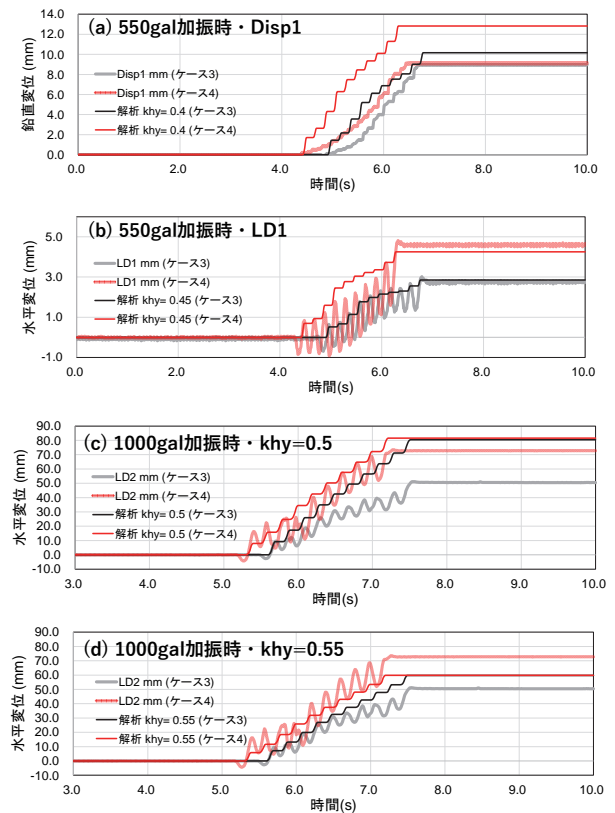 (a) 550gal加振時・Disp1
鉛直変位 (mm)
14.0
12.0
10.0
8.0
6.0
4.0
2.0
0.0
Disp1 mm (ケース3)
Disp1 mm (ケース4)
解析 khy= 0.4 (ケース3)
解析 khy= 0.4 (ケース4)
0.0 2.0 4.0 6.0 8.0 10.0
時間(s)
(b) 550gal加振時・LD1
水平変位 (mm)
5.0
3.0
1.0
-1.0
LD1 mm (ケース3)
LD1 mm (ケース4)
解析 khy= 0.45 (ケース3)
解析 khy= 0.45 (ケース4)
0.0 2.0 4.0 6.0 8.0 10.0
時間(s)
(c) 1000gal加振時・khy=0.5
水平変位 (mm)
90.0
80.0
70.0
60.0
50.0
40.0
30.0
20.0
10.0
0.0
-10.0
LD2 mm (ケース3)
LD2 mm (ケース4)
解析 khy= 0.5 (ケース3)
解析 khy= 0.5 (ケース4)
3.0 4.0 5.0 6.0 7.0 8.0 9.0 10.0
時間(s)
(d) 1000gal加振時・khy=0.55
水平変位 (mm)
90.0
80.0
70.0
60.0
50.0
40.0
30.0
20.0
10.0
0.0
-10.0
LD2 mm (ケース3)
LD2 mm (ケース4)
解析 khy= 0.55 (ケース3)
解析 khy= 0.55 (ケース4)
3.0 4.0 5.0 6.0 7.0 8.0 9.0 10.0
時間(s)